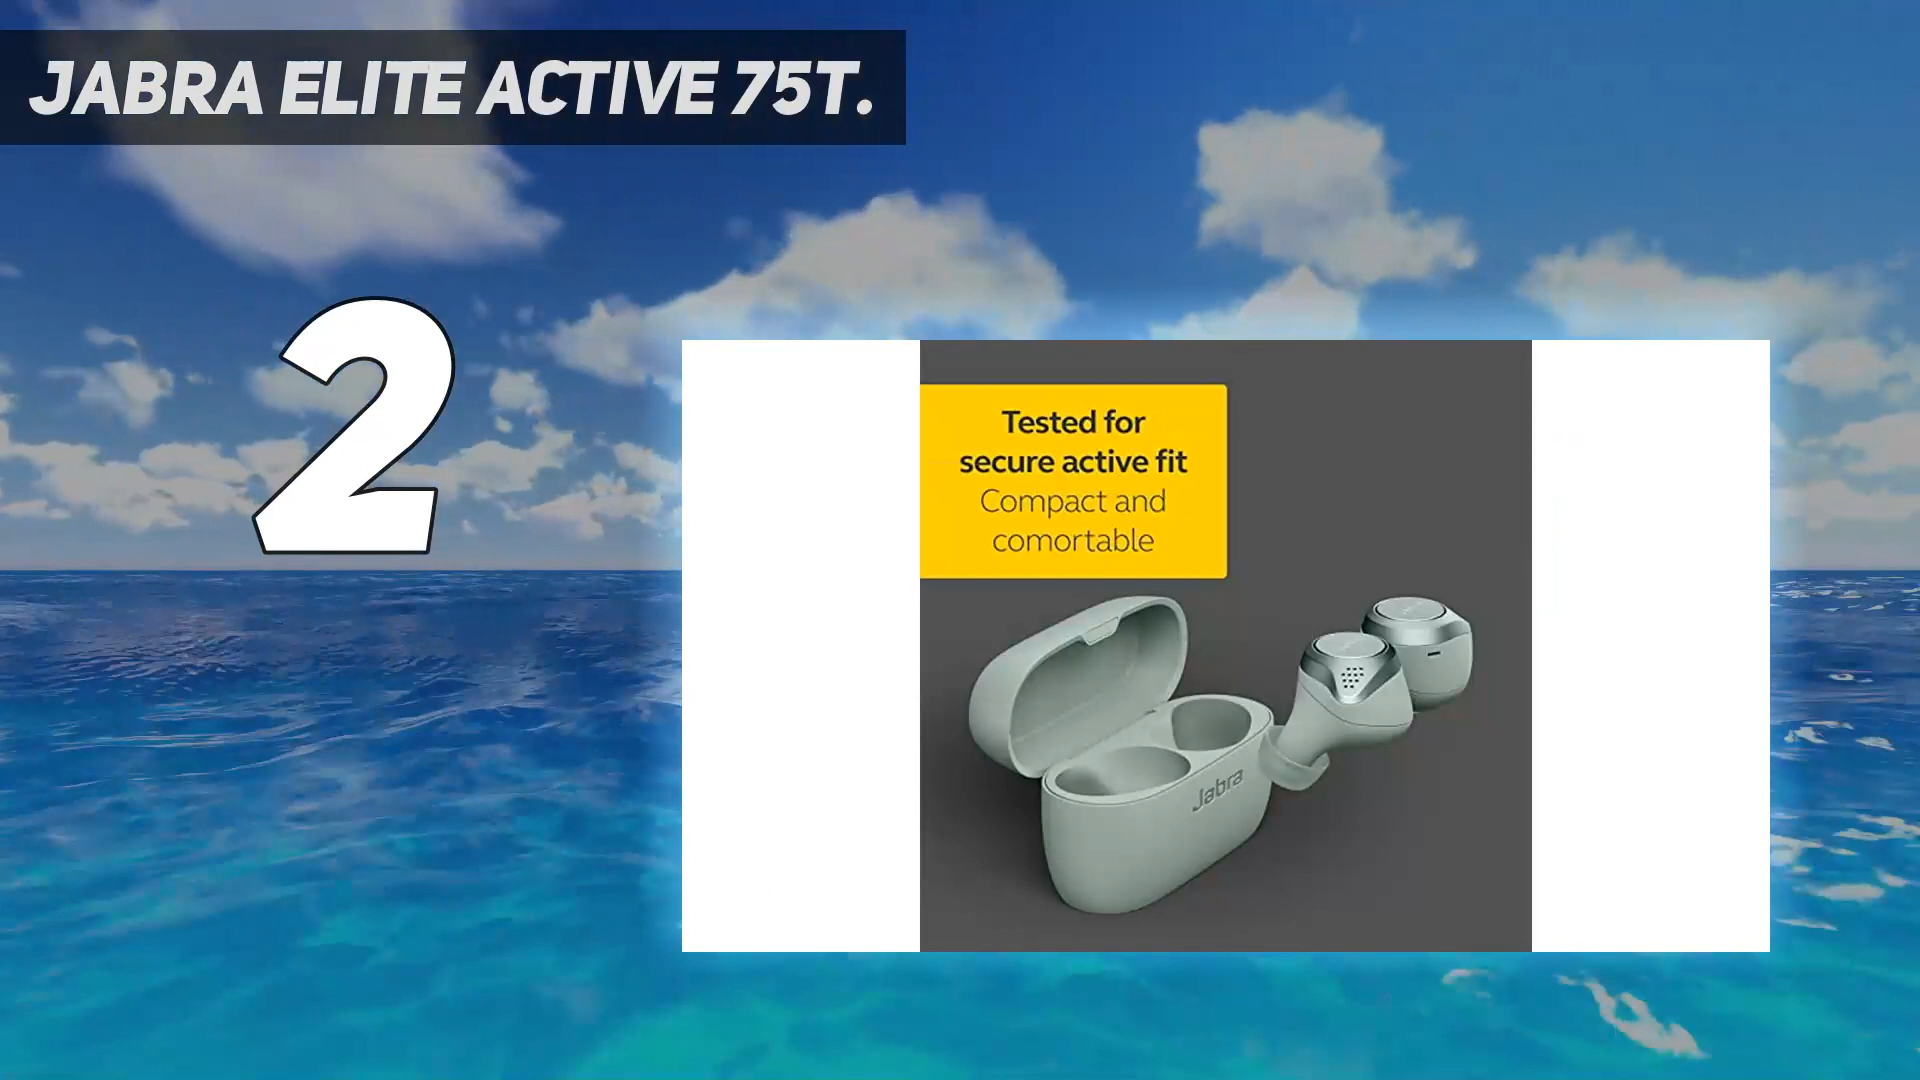 JABRA ELITE ACTIVE 75T.
2
Tested for
secure active fit
Compact and
comortable
Jabra